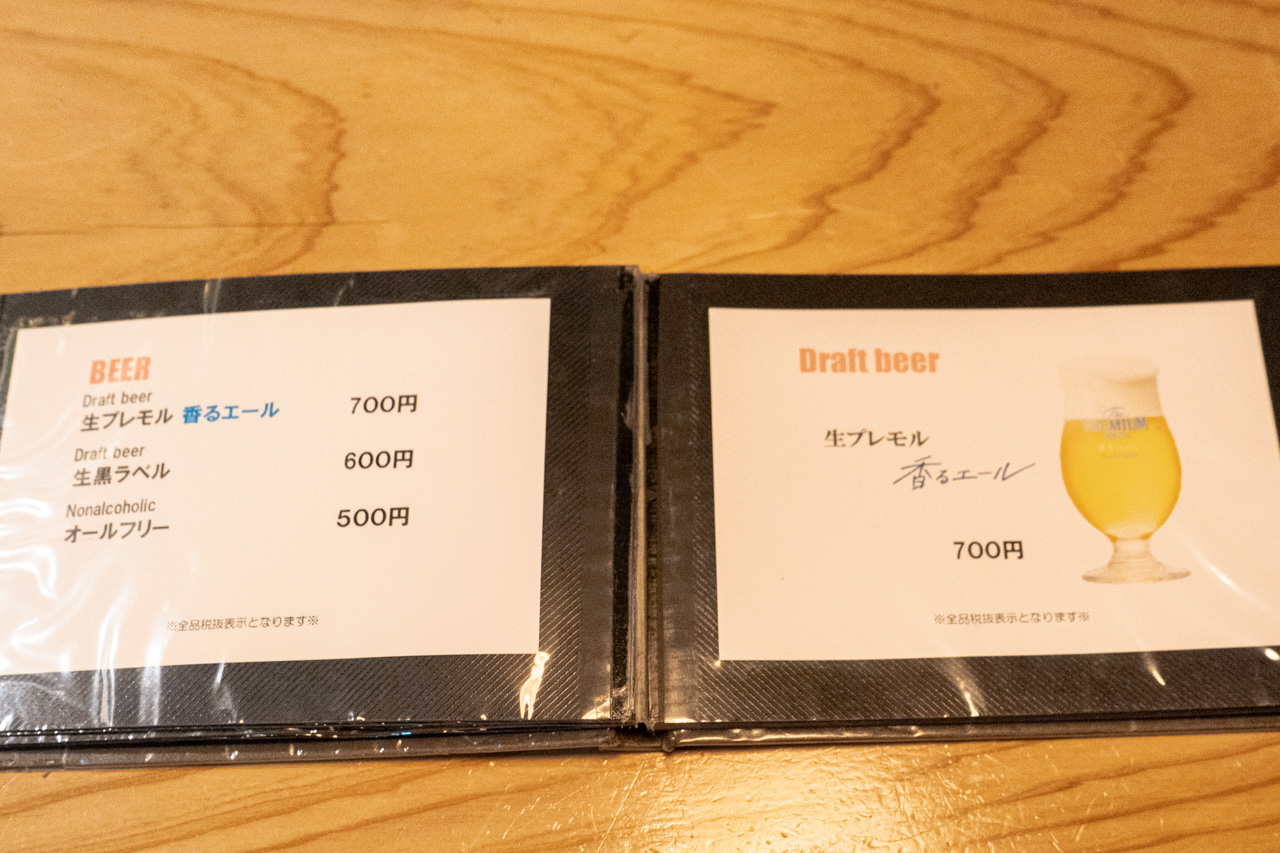 BEER
Draft beer
生プレモル 香るエール 700円
Draft beer
生黒ラベル 600円
Nonalcoholic
オールフリー 500円
※全品税抜表示となります※
Draft beer
生プレモル
香るエール
700円
※全品税抜表示となります※
The
PREMIUM
MALT'S